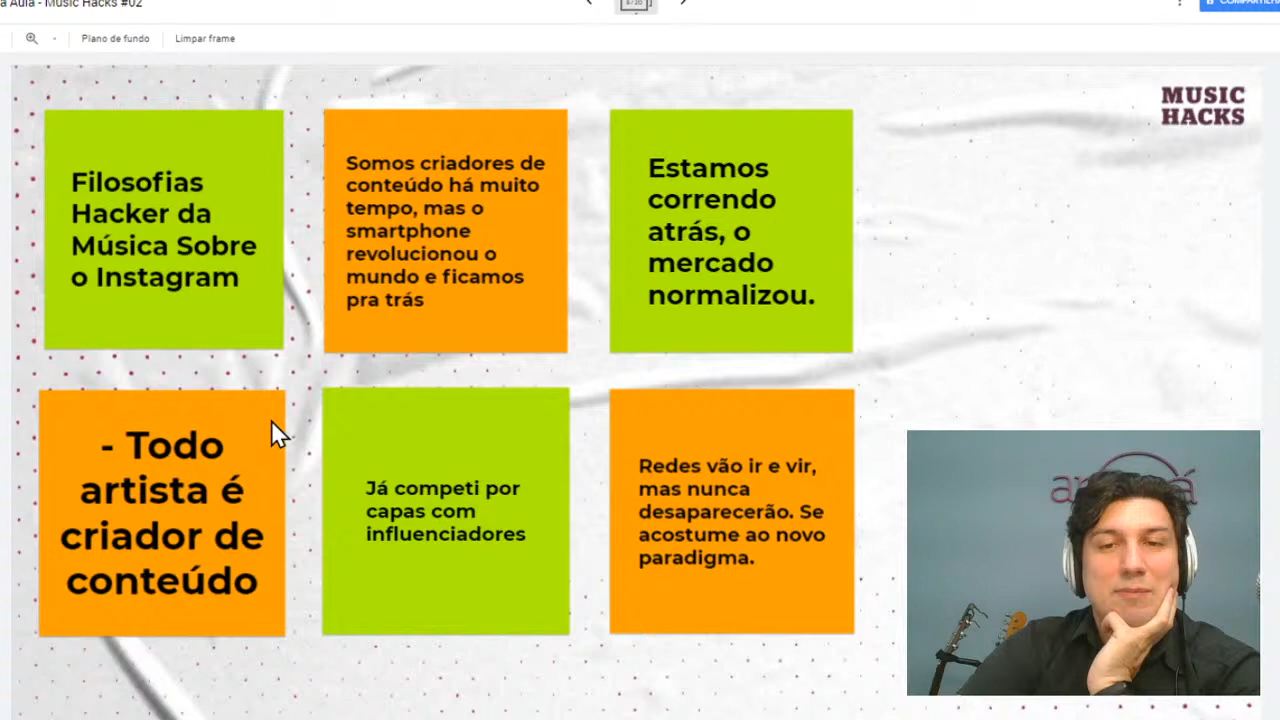 a Aula - Music Hacks #02
Plano de fundo
Limpar frame
MUSIC
HACKS
Filosofias
Hacker da
Música Sobre
o Instagram
Somos criadores de
conteúdo há muito
tempo, mas o
smartphone
revolucionou o
mundo e ficamos
pra trás
Estamos
correndo
atrás, o
mercado
normalizou.
- Todo
artista é
criador de
conteúdo
Já competi por
capas com
influenciadores
Redes vão ir e vir,
mas nunca
desaparecerão. Se
acostume ao novo
paradigma.